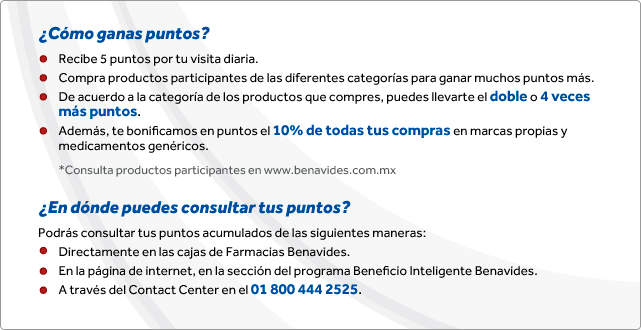 ¿Cómo ganas puntos?
Recibe 5 puntos por tu visita diaria.
Compra productos participantes de las diferentes categorías para ganar muchos puntos más.
De acuerdo a la categoría de los productos que compres, puedes llevarte el doble o 4 veces
más puntos.
Además, te bonificamos en puntos el 10% de todas tus compras en marcas propias y
medicamentos genéricos.
*Consulta productos participantes en www.benavides.com.mx
¿En dónde puedes consultar tus puntos?
Podrás consultar tus puntos acumulados de las siguientes maneras:
Directamente en las cajas de Farmacias Benavides.
En la página de internet, en la sección del programa Beneficio Inteligente Benavides.
A través del Contact Center en el 01 800 444 2525.